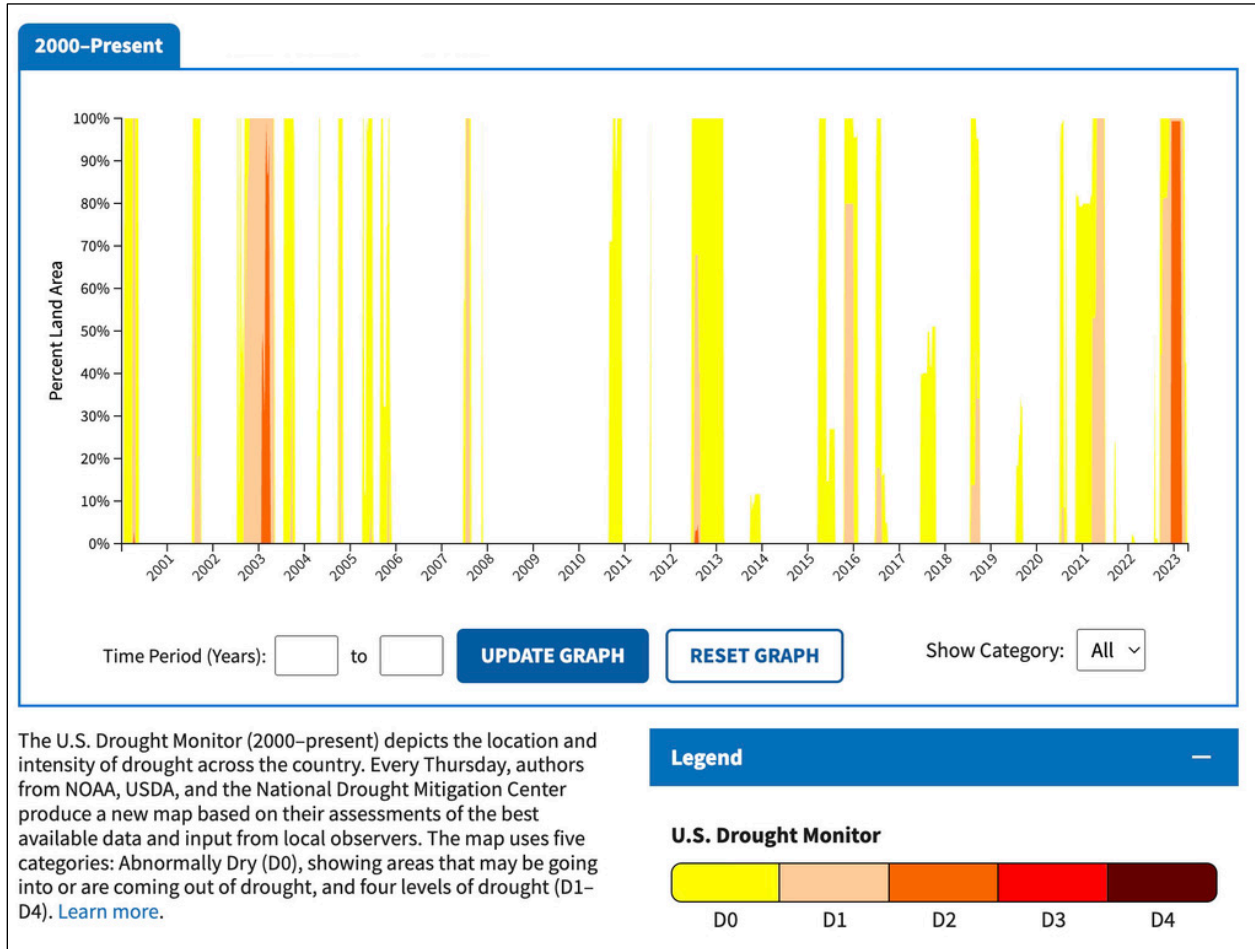 2000–Present
100%
90%
80%
70%
60%
50%
40%
30%
20%
10%
0%
Percent Land Area
2001 2002 2003 2004 2005 2006 2007 2008 2009 2010 2011 2012 2013 2014 2015 2016 2017 2018 2019 2020 2021 2022 2023
Time Period (Years): to UPDATE GRAPH RESET GRAPH Show Category: All
The U.S. Drought Monitor (2000–present) depicts the location and
intensity of drought across the country. Every Thursday, authors
from NOAA, USDA, and the National Drought Mitigation Center
produce a new map based on their assessments of the best
available data and input from local observers. The map uses five
categories: Abnormally Dry (D0), showing areas that may be going
into or are coming out of drought, and four levels of drought (D1–
D4). Learn more.
Legend
U.S. Drought Monitor
D0 D1 D2 D3 D4